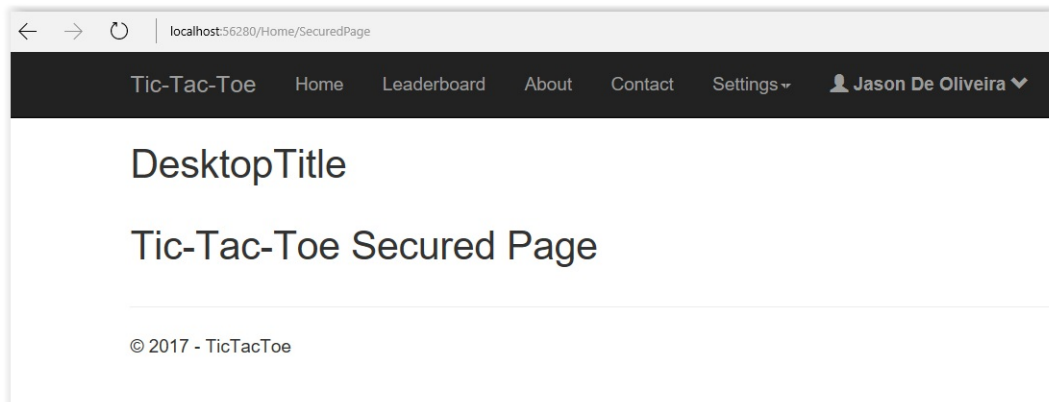 localhost:56280/Home/SecuredPage
Tic-Tac-Toe Home Leaderboard About Contact Settings Jason De Oliveira
DesktopTitle
Tic-Tac-Toe Secured Page
© 2017 - TicTacToe